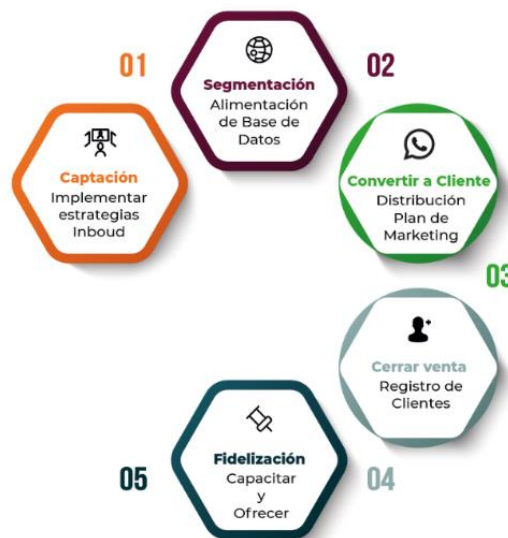 01
Captación
Implementar
estrategias
Inboud
02
Segmentación
Alimentación
de Base de
Datos
03
Convertir a Cliente
Distribución
Plan de
Marketing
04
Cerrar venta
Registro de
Clientes
05
Fidelización
Capacitar
y
Ofrecer